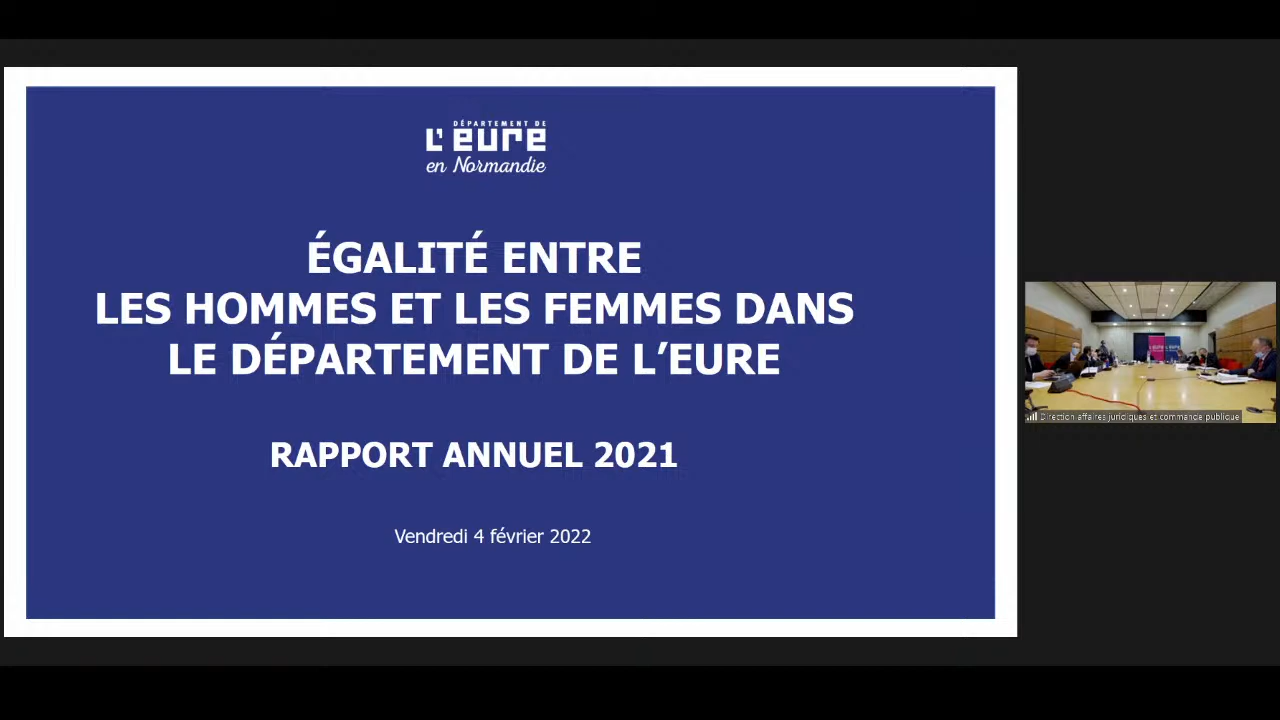 DÉPARTEMENT DE
L'eure
en Normandie
ÉGALITÉ ENTRE
LES HOMMES ET LES FEMMES DANS
LE DÉPARTEMENT DE L’EURE
RAPPORT ANNUEL 2021
Vendredi 4 février 2022
Direction affaires juridiques et commande publique